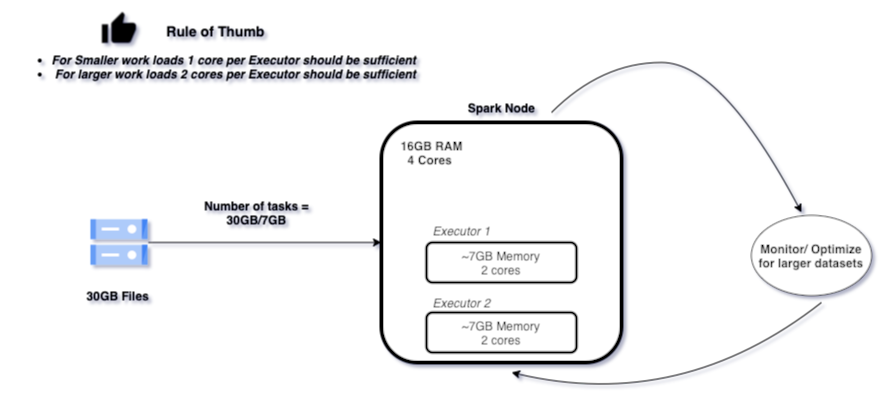 Rule of Thumb
• For Smaller work loads 1 core per Executor should be sufficient
• For larger work loads 2 cores per Executor should be sufficient
Spark Node
16GB RAM
4 Cores
Number of tasks =
30GB/7GB
Executor 1
~7GB Memory
2 cores
Monitor/ Optimize
for larger datasets
30GB Files
Executor 2
~7GB Memory
2 cores